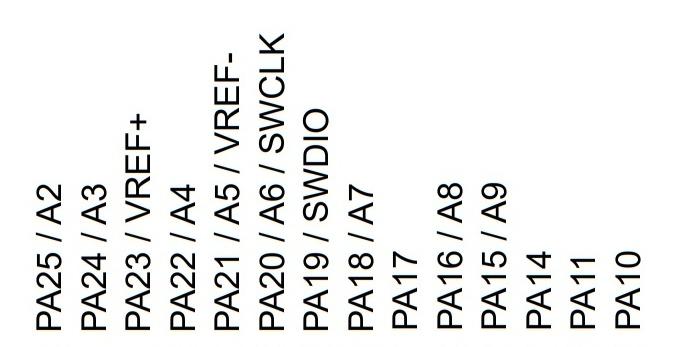 PA25 / A2
PA24 / A3
PA23 / VREF+
PA22 / A4
PA21 / A5 / VREF-
PA20 / A6 / SWCLK
PA19 / SWDIO
PA18 / A7
PA17
PA16 / A8
PA15 / A9
PA14
PA11
PA10